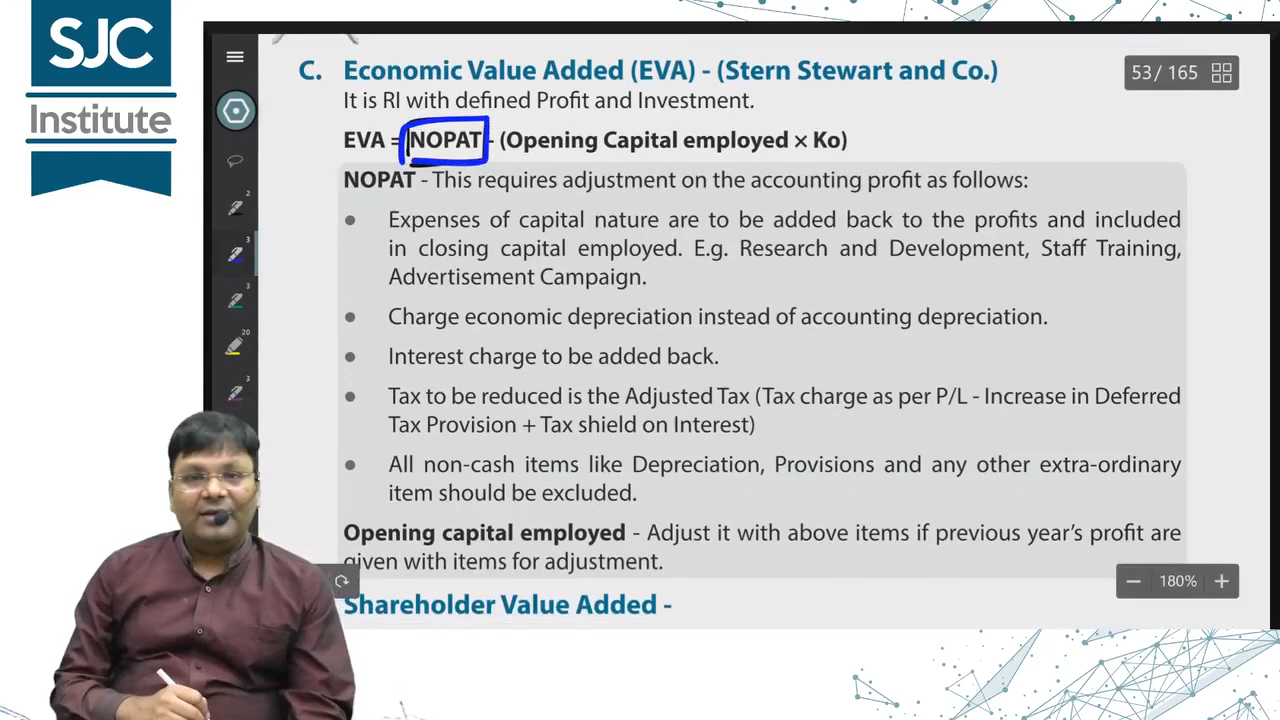 SJC
Institute
53 / 165
C. Economic Value Added (EVA) - (Stern Stewart and Co.)
It is RI with defined Profit and Investment.
EVA = NOPAT - (Opening Capital employed × Ko)
NOPAT - This requires adjustment on the accounting profit as follows:
● Expenses of capital nature are to be added back to the profits and included
in closing capital employed. E.g. Research and Development, Staff Training,
Advertisement Campaign.
● Charge economic depreciation instead of accounting depreciation.
● Interest charge to be added back.
● Tax to be reduced is the Adjusted Tax (Tax charge as per P/L - Increase in Deferred
Tax Provision + Tax shield on Interest)
● All non-cash items like Depreciation, Provisions and any other extra-ordinary
item should be excluded.
Opening capital employed - Adjust it with above items if previous year's profit are
given with items for adjustment.
Shareholder Value Added -
2
3
3
20
3
180%